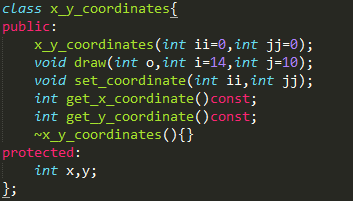 class x_y_coordinates{
public:
    x_y_coordinates(int ii=0,int jj=0);
    void draw(int o,int i=14,int j=10);
    void set_coordinate(int ii,int jj);
    int get_x_coordinate()const;
    int get_y_coordinate()const;
    ~x_y_coordinates(){}
protected:
    int x,y;
};